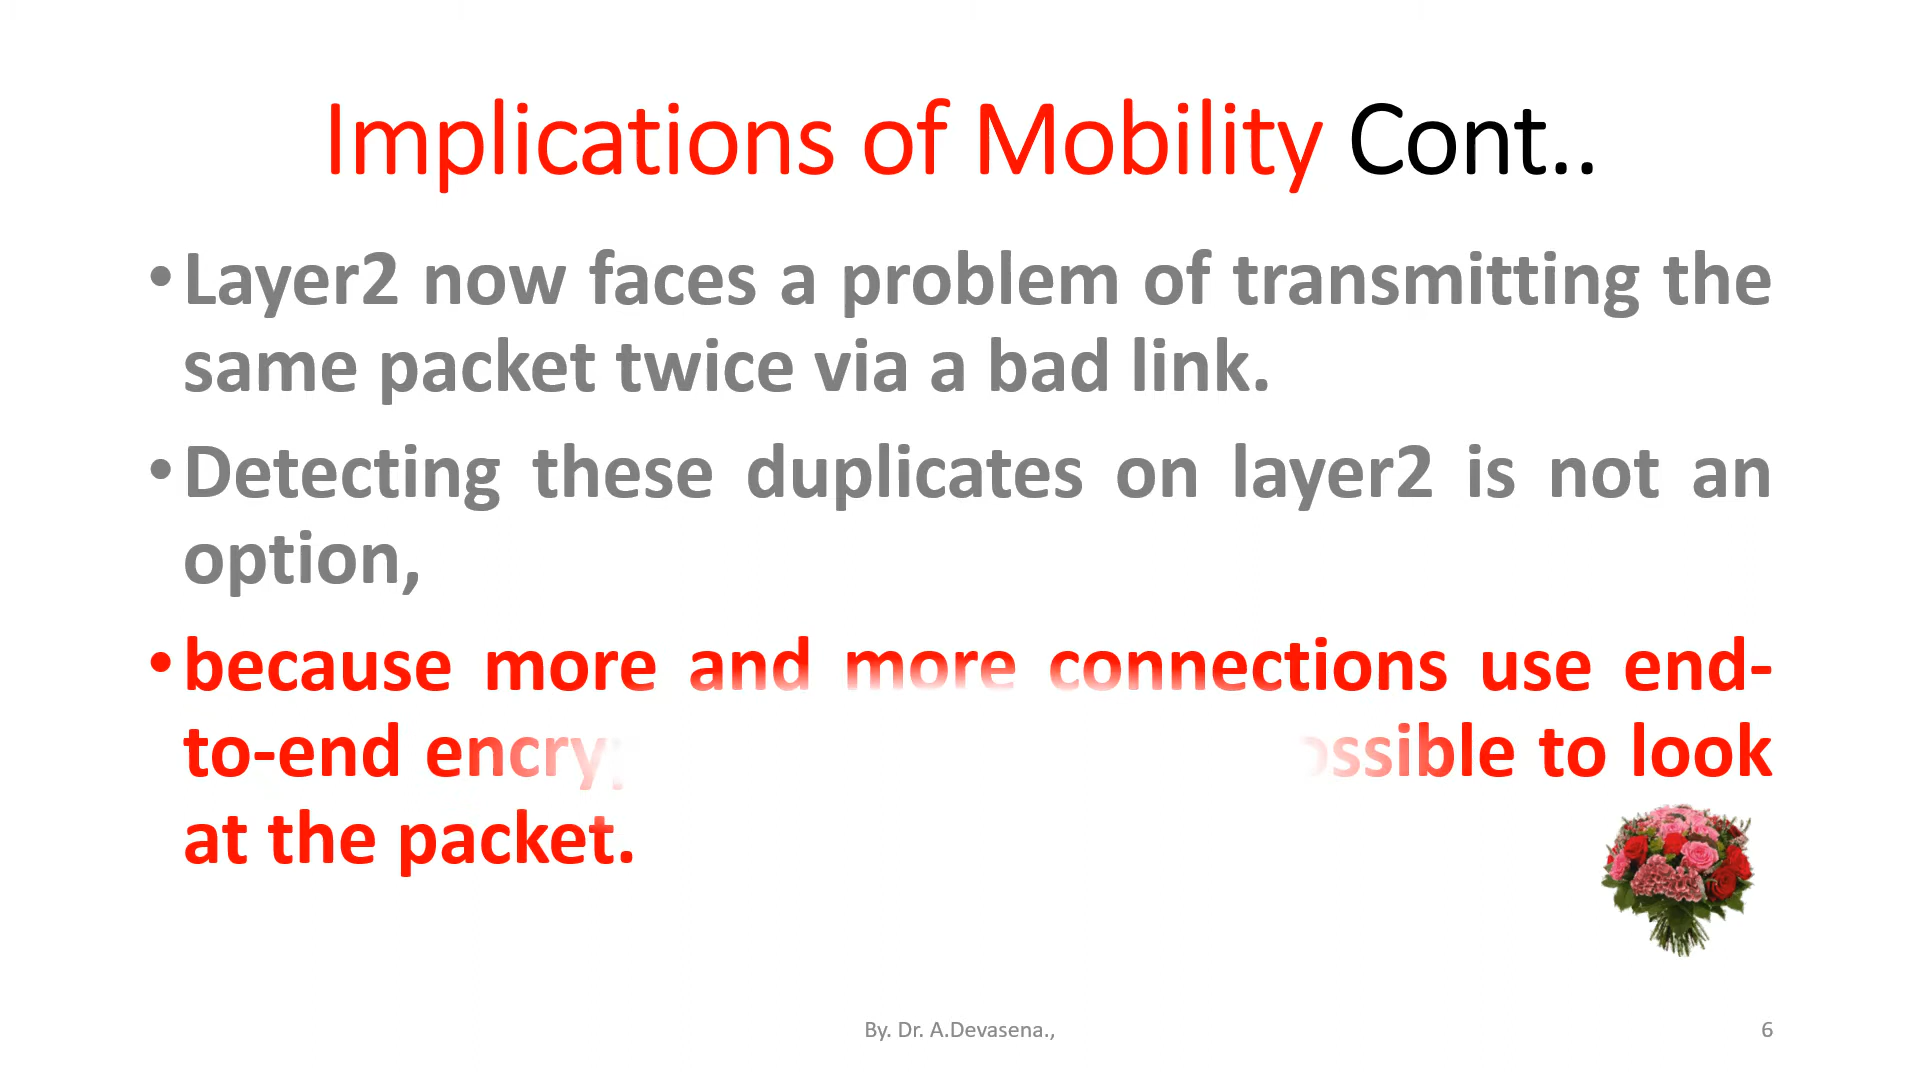 Implications of Mobility Cont..
•Layer2 now faces a problem of transmitting the
same packet twice via a bad link.
•Detecting these duplicates on layer2 is not an
option,
•because more and more connections use end-
to-end to look
at the packet.
By. Dr. A.Devasena.,
6